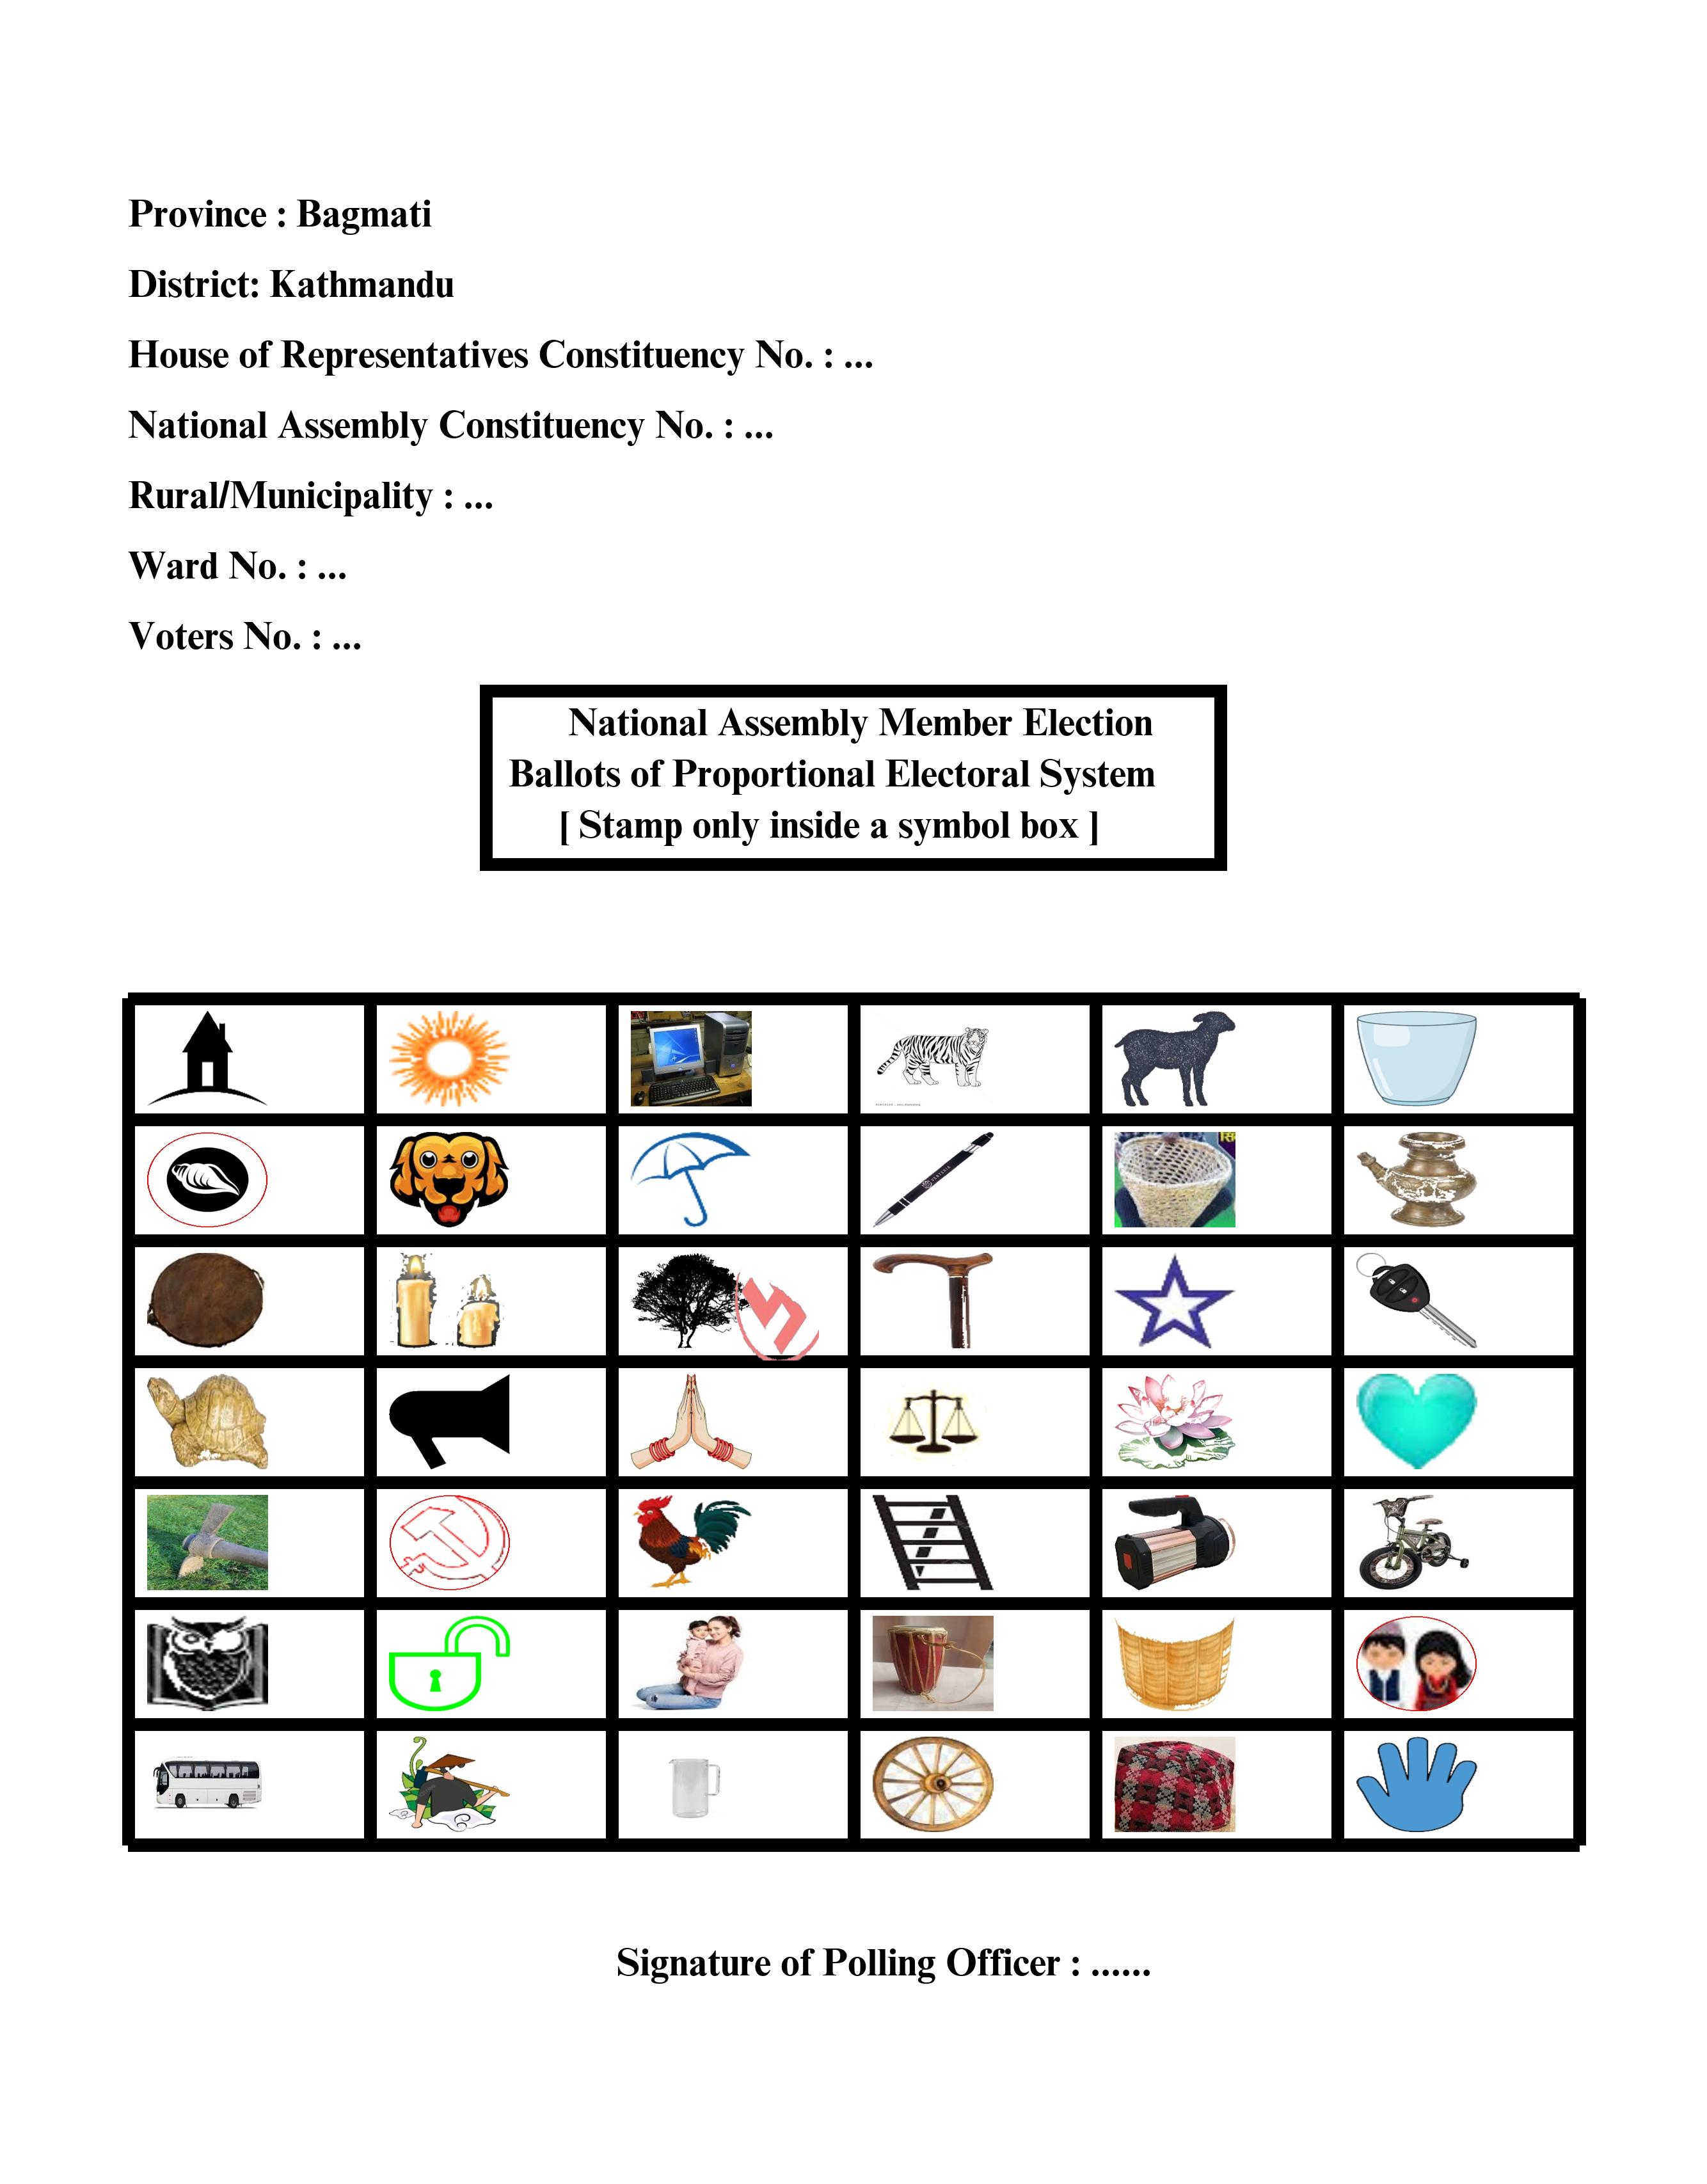 Province : Bagmati
District: Kathmandu
House of Representatives Constituency No. : ...
National Assembly Constituency No. : ...
Rural/Municipality : ...
Ward No. : ...
Voters No. : ...
National Assembly Member Election
Ballots of Proportional Electoral System
[ Stamp only inside a symbol box ]
Signature of Polling Officer : ......